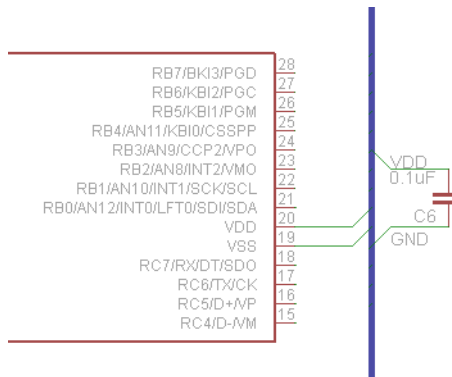 28
RB7/BKI3/PGD
27
RB6/KBI2/PGC
26
RB5/KBI1/PGM
25
RB4/AN11/KBI0/CSSPP
24
RB3/AN9/CCP2/VPO
23
RB2/AN8/INT2/VMO
22
RB1/AN10/INT1/SCK/SCL
21
RB0/AN12/INT0/LFT0/SDI/SDA
20
VDD
19
VSS
18
RC7/RX/DT/SDO
17
RC6/TX/CK
16
RC5/D+/VP
15
RC4/D-/VM
VDD
0.1uF
C6
GND